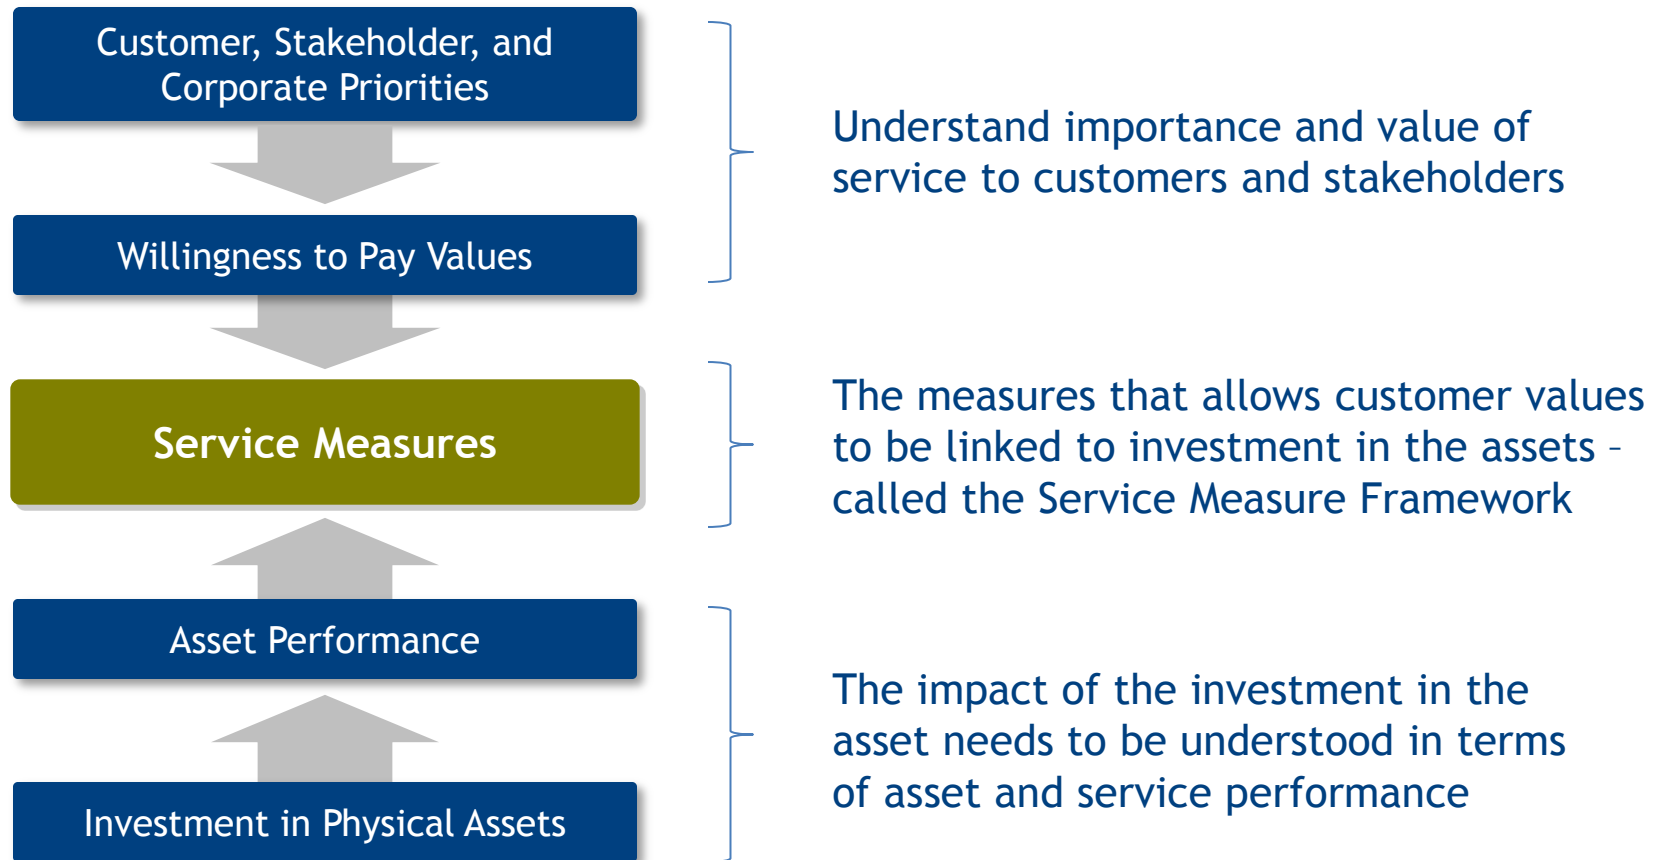 Customer, Stakeholder, and
Corporate Priorities
Understand importance and value of
service to customers and stakeholders
Willingness to Pay Values
Service Measures
The measures that allows customer values
to be linked to investment in the assets –
called the Service Measure Framework
Asset Performance
The impact of the investment in the
asset needs to be understood in terms
of asset and service performance
Investment in Physical Assets